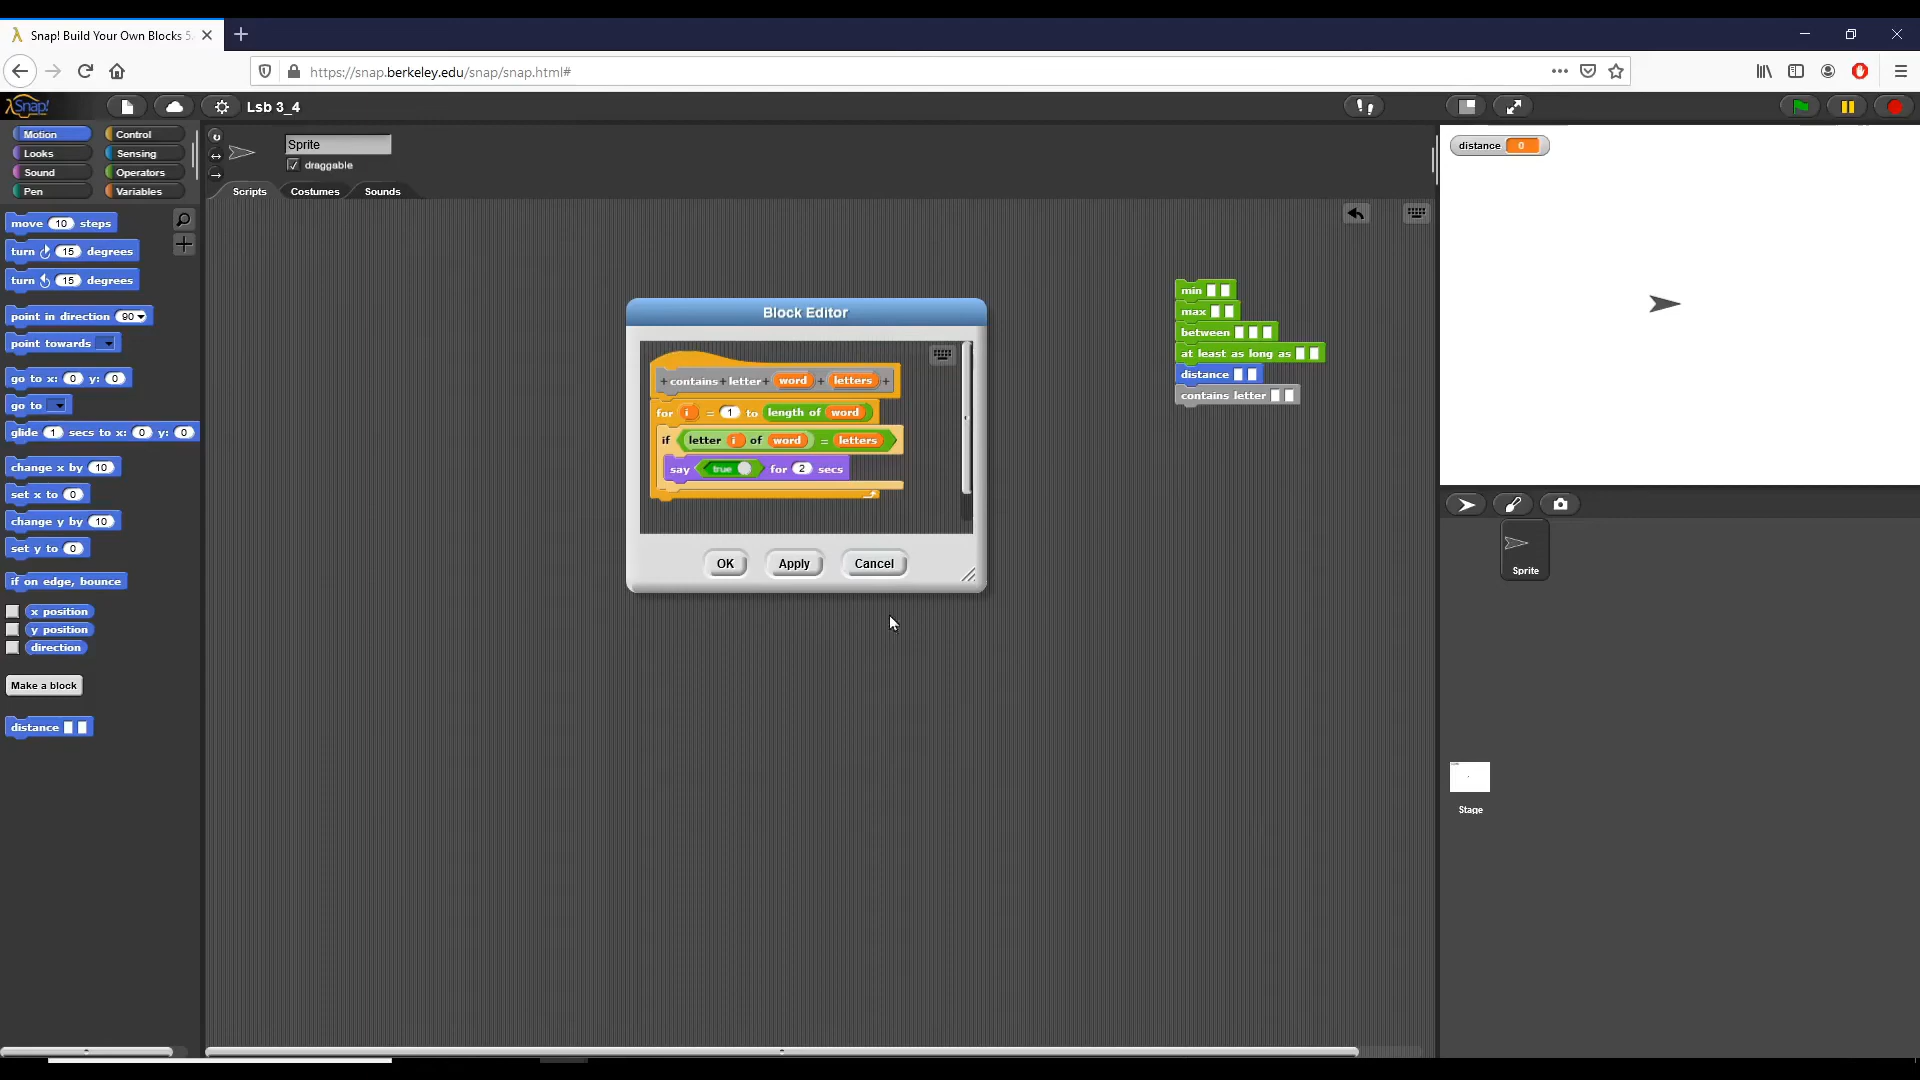 Snap! Build Your Own Blocks 5.
https://snap.berkeley.edu/snap/snap.html#
Snap!
Lsb 3_4
Motion
Control
Looks
Sensing
Sound
Operators
Pen
Variables
Sprite
draggable
Scripts
Costumes
Sounds
move 10 steps
turn 15 degrees
turn 15 degrees
point in direction 90
point towards
go to x: 0 y: 0
go to
glide 1 secs to x: 0 y: 0
change x by 10
set x to 0
change y by 10
set y to 0
if on edge, bounce
x position
y position
direction
Make a block
distance
Block Editor
+ contains + letter + word + letters +
for i = 1 to length of word
if letter i of word = letters
say true for 2 secs
OK
Apply
Cancel
min
max
between
at least as long as
distance
contains letter
distance 0
Sprite
Stage